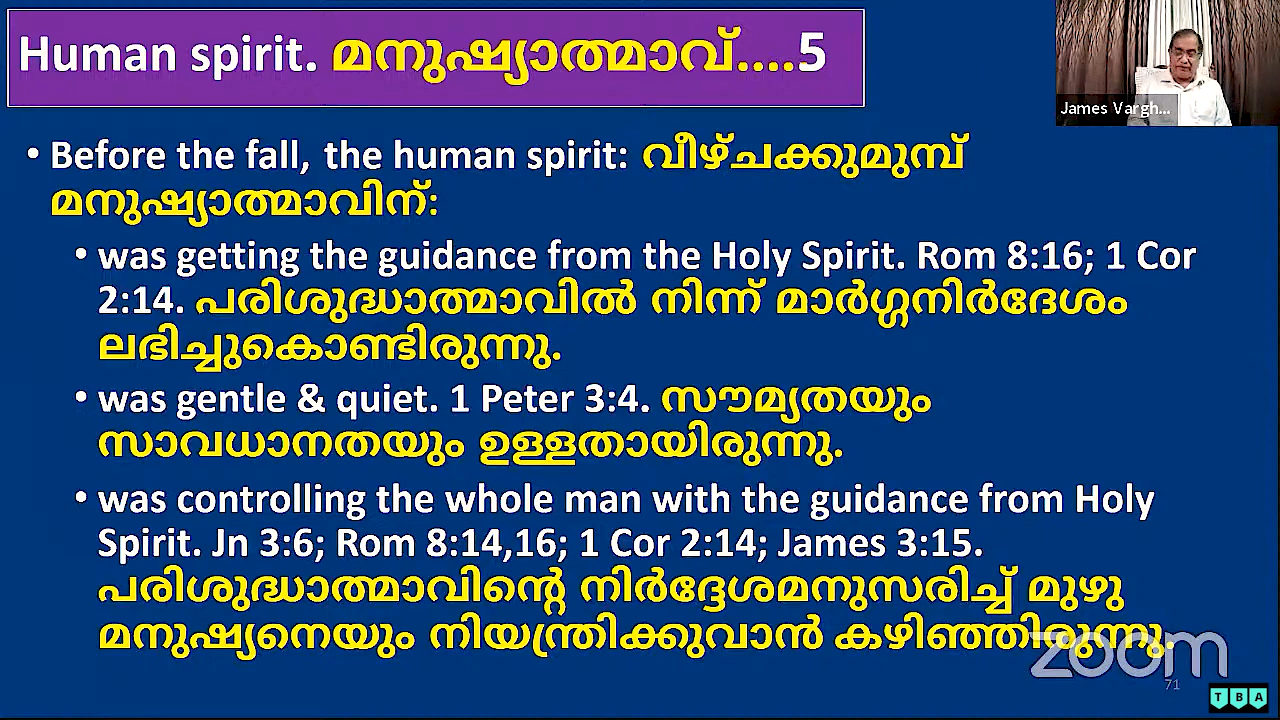 Human spirit. മനുഷ്യാത്മാവ്....5
James Vargh...
• Before the fall, the human spirit: വീഴ്ചക്കുമുമ്പ്
മനുഷ്യാത്മാവിന്:
• was getting the guidance from the Holy Spirit. Rom 8:16; 1 Cor
2:14. പരിശുദ്ധാത്മാവിൽ നിന്ന് മാർഗ്ഗനിർദേശം
ലഭിച്ചുകൊണ്ടിരുന്നു.
• was gentle & quiet. 1 Peter 3:4. സൗമ്യതയും
സാവധാനതയും ഉള്ളതായിരുന്നു.
• was controlling the whole man with the guidance from Holy
Spirit. Jn 3:6; Rom 8:14,16; 1 Cor 2:14; James 3:15.
പരിശുദ്ധാത്മാവിന്റെ നിർദ്ദേശമനുസരിച്ച് മുഴു
മനുഷ്യനെയും നിയന്ത്രിക്കുവാൻ കഴിഞ്ഞിരുന്നു.
zoom
71
TBA